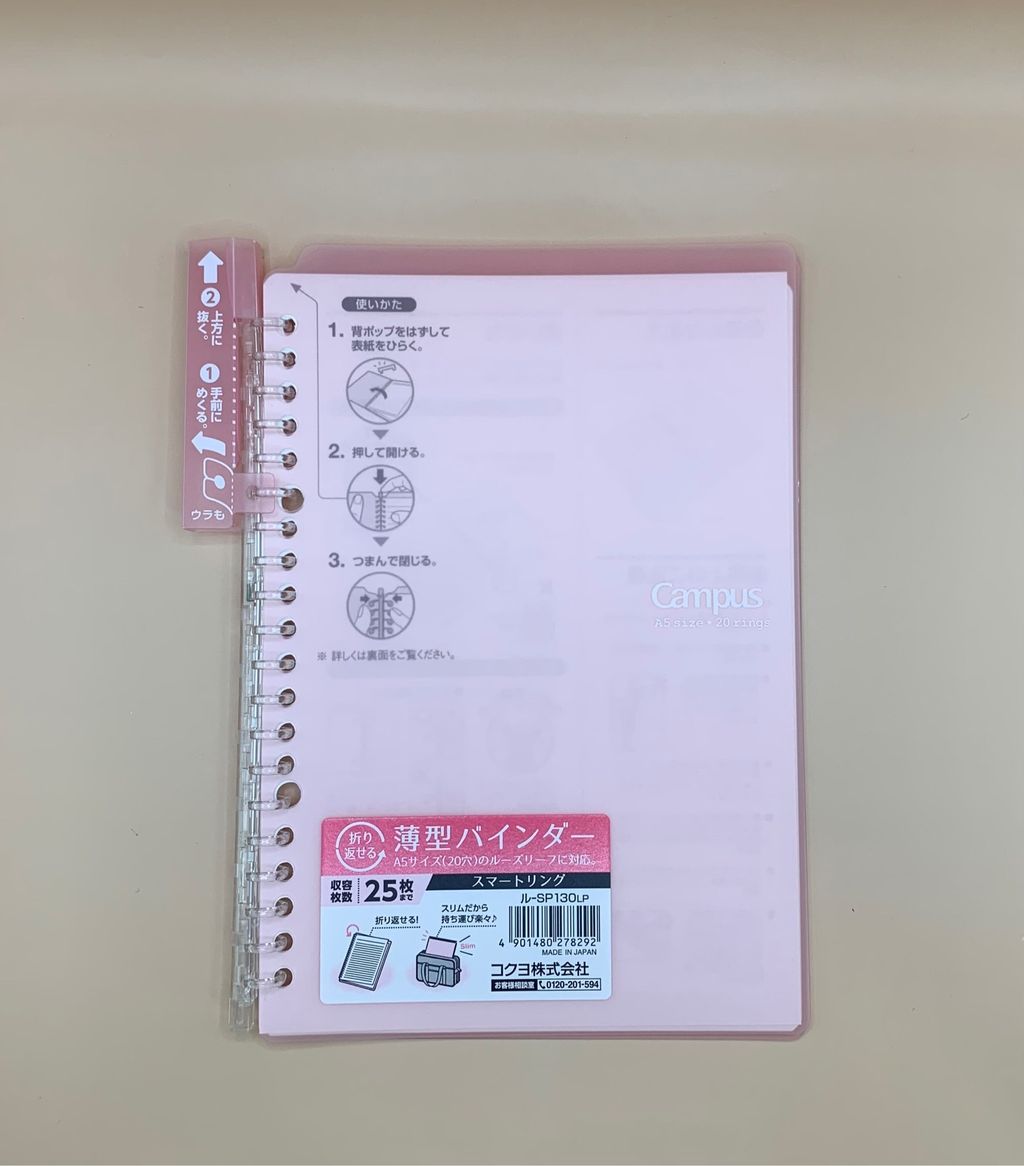 2 上方に
抜く。
1 手前に
めくる。
ウラも
使いかた
1. 背ポップをはずして
表紙をひらく。
2. 押して開ける。
3. つまんで閉じる。
※ 詳しくは裏面をご覧ください。
Campus
A5 size・20 rings
折り
返せる
薄型バインダー
A5サイズ(20穴)のルーズリーフに対応。
収容
枚数
25枚まで
スマートリング
ル-SP130LP
折り返せる!
スリムだから
持ち運び楽々♪
Slim
4 901480 278292
MADE IN JAPAN
コクヨ株式会社
お客様相談室 0120-201-594